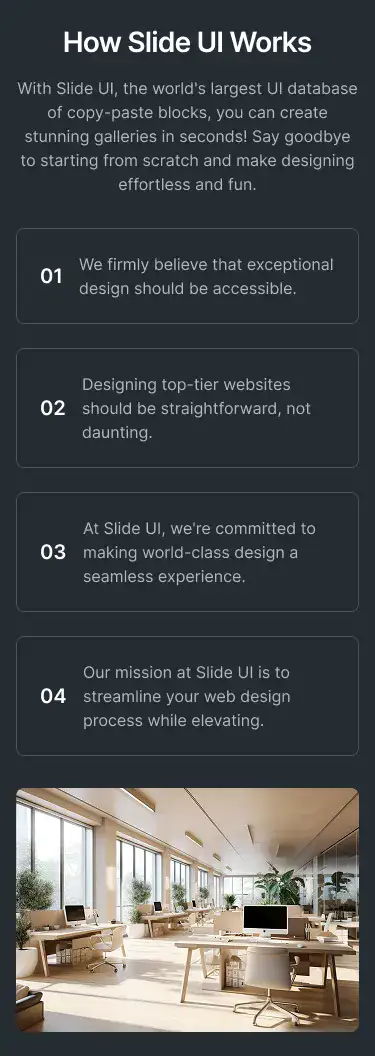 How Slide UI Works
With Slide UI, the world's largest UI database
of copy-paste blocks, you can create
stunning galleries in seconds! Say goodbye
to starting from scratch and make designing
effortless and fun.
01
We firmly believe that exceptional
design should be accessible.
02
Designing top-tier websites
should be straightforward, not
daunting.
03
At Slide UI, we're committed to
making world-class design a
seamless experience.
04
Our mission at Slide UI is to
streamline your web design
process while elevating.